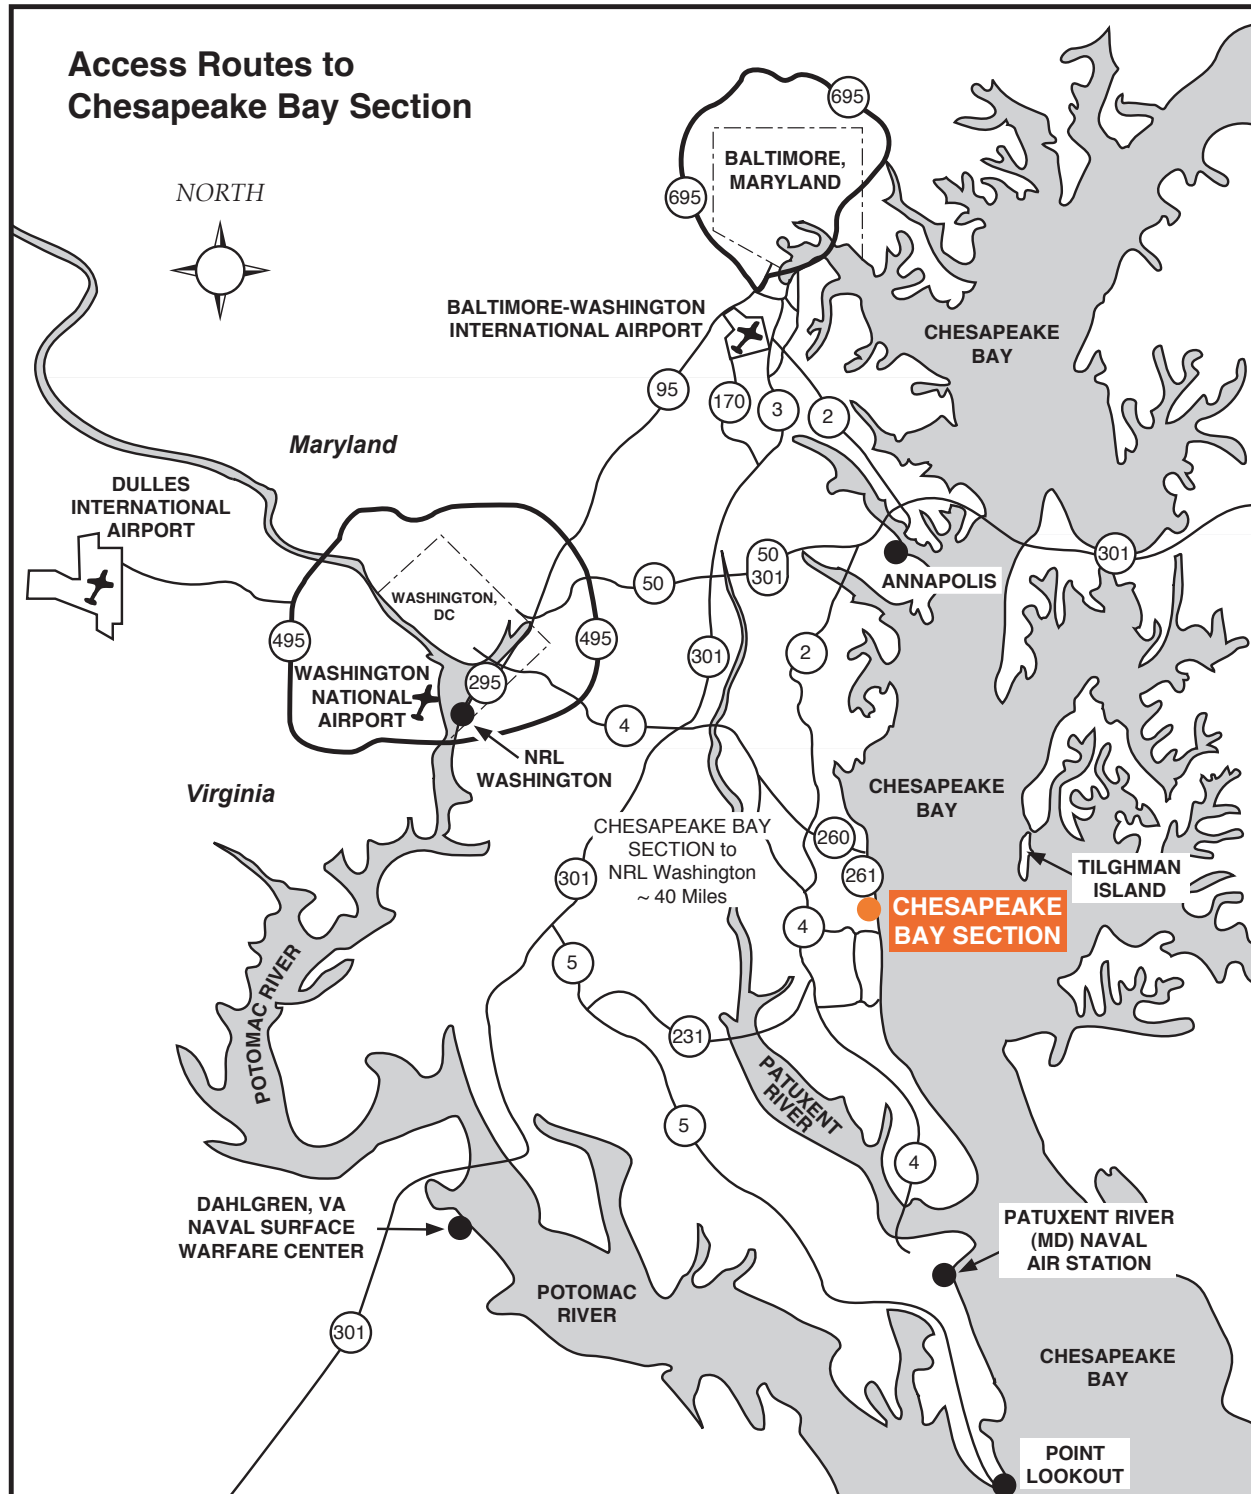 Access Routes to
Chesapeake Bay Section
NORTH
695
BALTIMORE,
MARYLAND
695
BALTIMORE-WASHINGTON
INTERNATIONAL AIRPORT
CHESAPEAKE
BAY
95
170
3
2
Maryland
DULLES
INTERNATIONAL
AIRPORT
50
301
301
ANNAPOLIS
50
WASHINGTON,
DC
495
495
301
2
WASHINGTON
NATIONAL
AIRPORT
295
4
NRL
WASHINGTON
Virginia
CHESAPEAKE
BAY
CHESAPEAKE BAY
SECTION to
NRL Washington
~ 40 Miles
260
261
301
TILGHMAN
ISLAND
CHESAPEAKE
BAY SECTION
4
5
POTOMAC RIVER
231
PATUXENT
RIVER
5
4
DAHLGREN, VA
NAVAL SURFACE
WARFARE CENTER
PATUXENT RIVER
(MD) NAVAL
AIR STATION
POTOMAC
RIVER
301
CHESAPEAKE
BAY
POINT
LOOKOUT